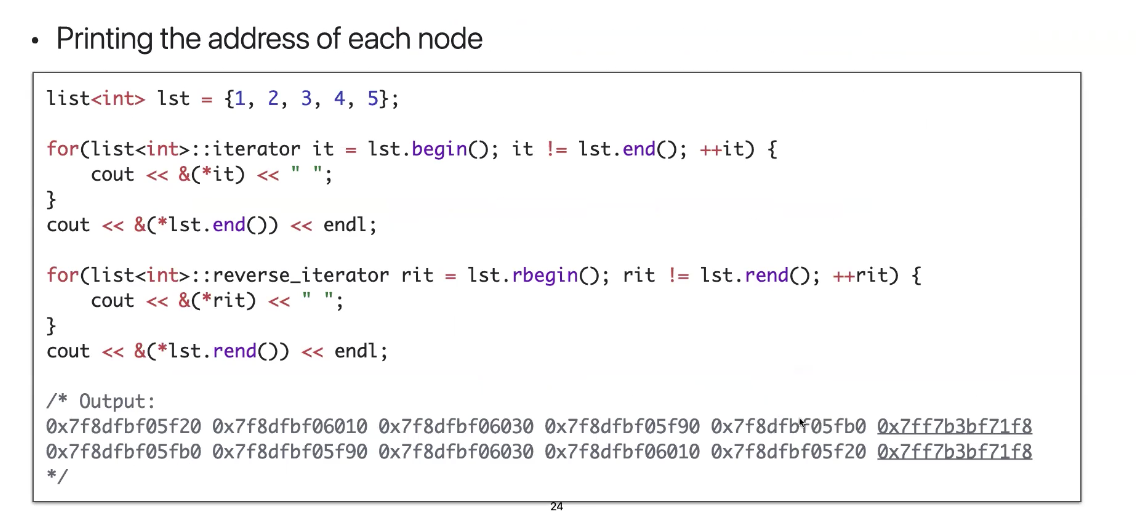 • Printing the address of each node
list<int> lst = {1, 2, 3, 4, 5};
for(list<int>::iterator it = lst.begin(); it != lst.end(); ++it) {
    cout << &(*it) << " ";
}
cout << &(*lst.end()) << endl;
for(list<int>::reverse_iterator rit = lst.rbegin(); rit != lst.rend(); ++rit) {
    cout << &(*rit) << " ";
}
cout << &(*lst.rend()) << endl;
/* Output:
0x7f8dfbf05f20 0x7f8dfbf06010 0x7f8dfbf06030 0x7f8dfbf05f90 0x7f8dfbf05fb0 0x7ff7b3bf71f8
0x7f8dfbf05fb0 0x7f8dfbf05f90 0x7f8dfbf06030 0x7f8dfbf06010 0x7f8dfbf05f20 0x7ff7b3bf71f8
*/
24